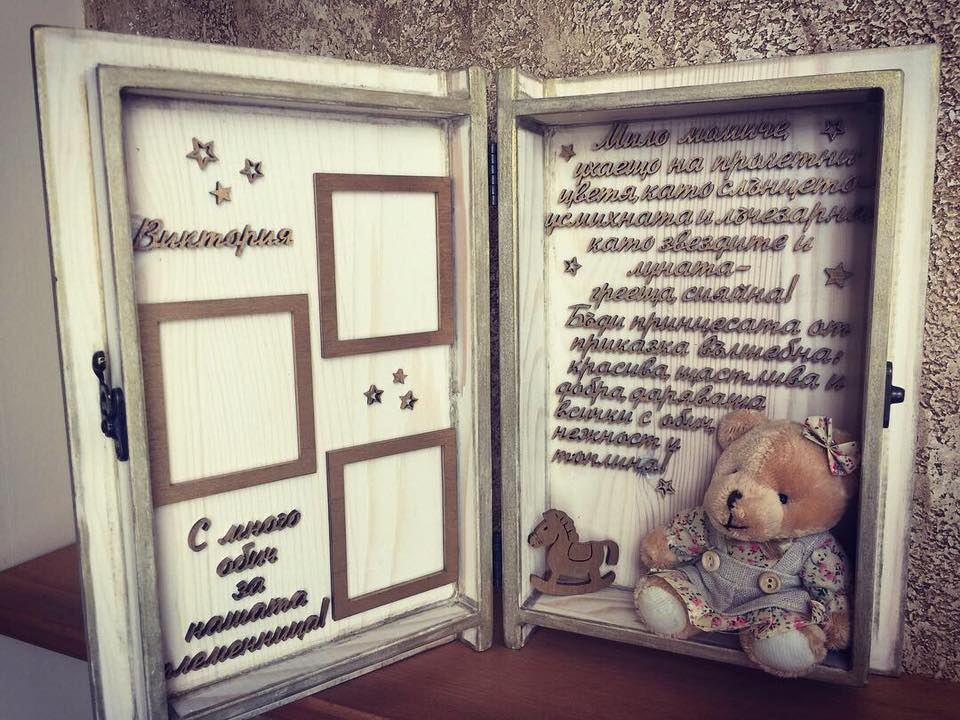 Виктория
С много
обич
за
нашата
племенница!
Мило момиче,
ухаещо на пролетни
цветя, като слънцето-
усмихната и лъчезарна
като звездите и
луната-
грееща, сияйна!
Бъди принцесата от
приказка вълшебна:
красива, щастлива и
добра, даряваща
всички с обич,
нежност и
топлина!